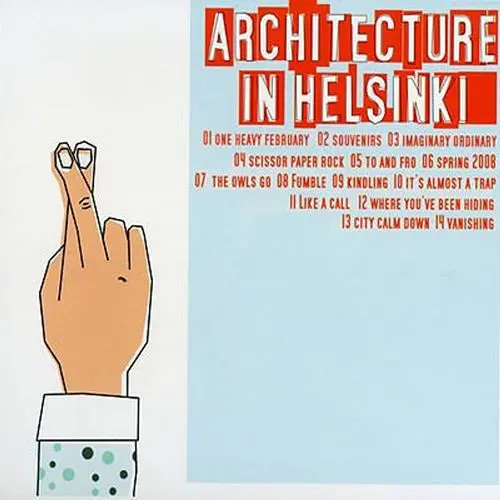 ARCHITECTURE
IN HELSINKI
01 ONE HEAVY FEBRUARY 02 SOUVENIRS 03 IMAGINARY ORDINARY
04 SCISSOR PAPER ROCK 05 TO AND FRO 06 SPRING 2008
07 THE OWLS GO 08 FUMBLE 09 KINDLING 10 IT'S ALMOST A TRAP
11 LIKE A CALL 12 WHERE YOU'VE BEEN HIDING
13 CITY CALM DOWN 14 VANISHING